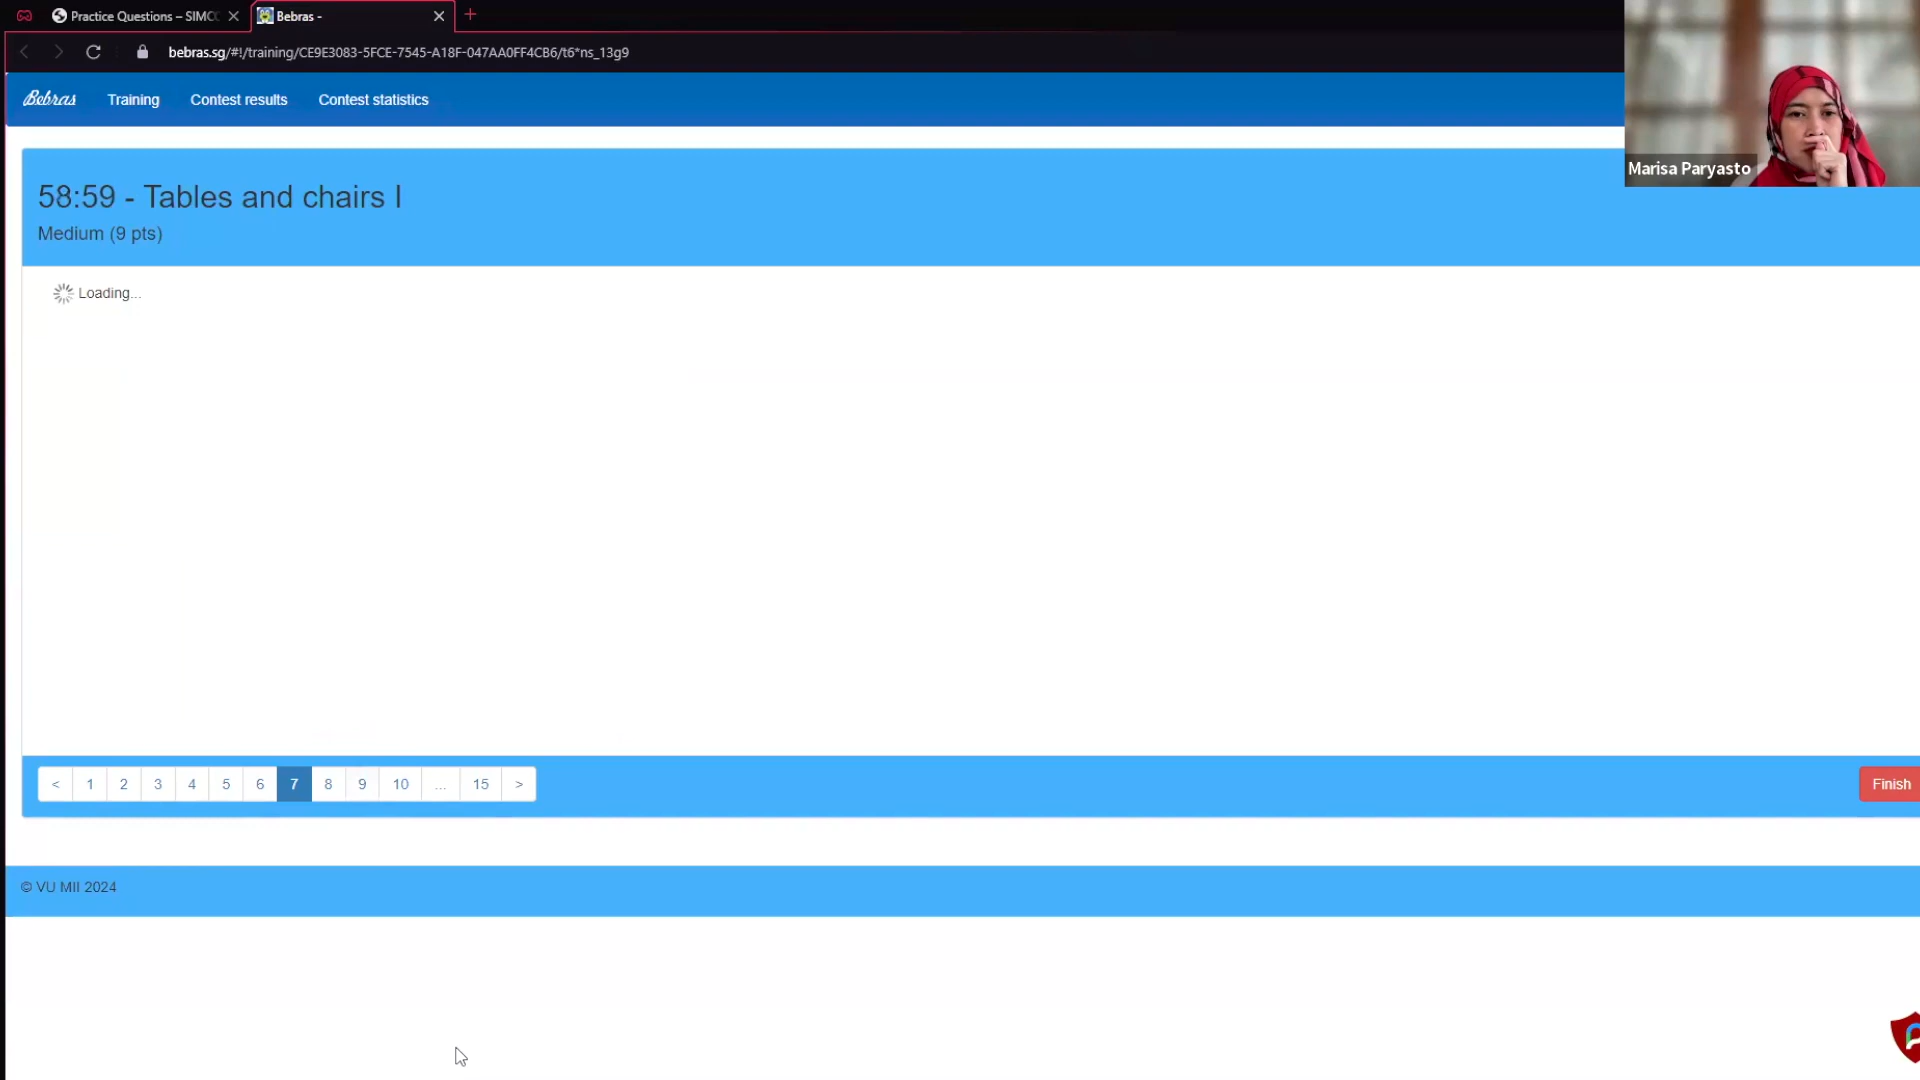 Practice Questions – SIMCC
Bebras -
bebras.sg/#!/training/CE9E3083-5FCE-7545-A18F-047AA0FF4CB6/t6*ns_13g9
Bebras
Training
Contest results
Contest statistics
Marisa Paryasto
58:59 - Tables and chairs I
Medium (9 pts)
Loading...
< 1 2 3 4 5 6 7 8 9 10 ... 15 >
Finish
© VU MII 2024